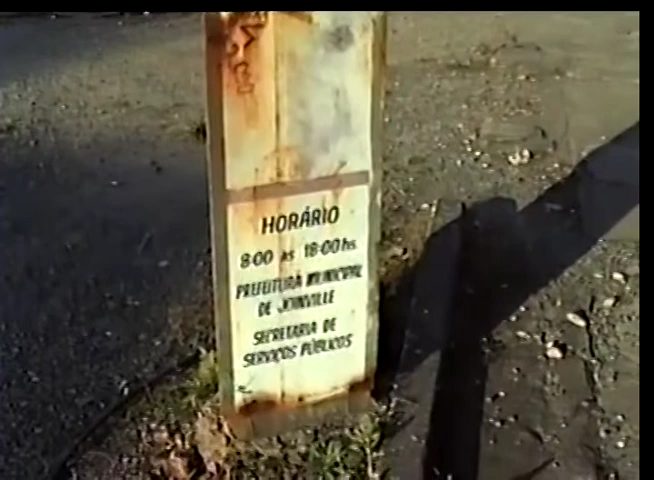 HORÁRIO
8:00 às 18:00 hs
PREFEITURA MUNICIPAL
DE JOINVILLE
SECRETARIA DE
SERVIÇOS PÚBLICOS